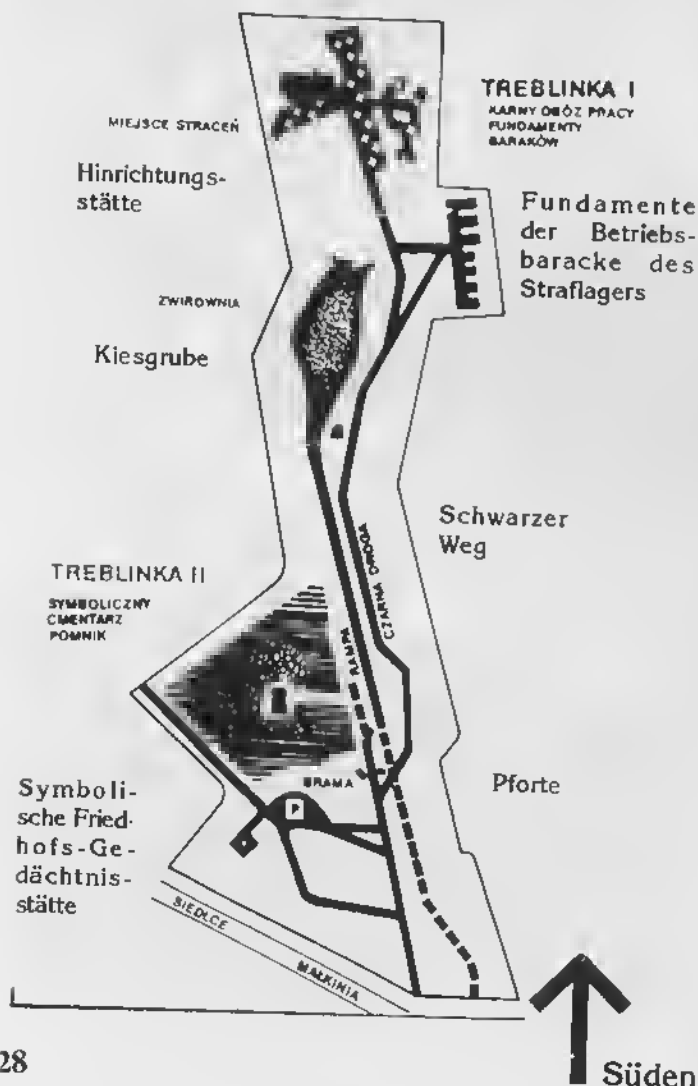 TREBLINKA I
KARNY OBÓZ PRACY
FUNDAMENTY
BARAKÓW
MIEJSCE STRACEŃ
Hinrichtungs-
stätte
Fundamente
der Betriebs-
baracke des
Straflagers
ZWIROWNIA
Kiesgrube
Schwarzer
Weg
CZARNA DROGA
TREBLINKA II
SYMBOLICZNY
CMENTARZ
POMNIK
RAMPA
BRAMA
Pforte
P
Symboli-
sche Fried-
hofs-Ge-
dächtnis-
stätte
SIEDLCE
MAŁKINIA
28
Süden